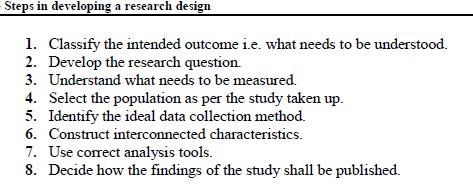 Steps in developing a research design
1. Classify the intended outcome i.e. what needs to be understood.
2. Develop the research question.
3. Understand what needs to be measured.
4. Select the population as per the study taken up.
5. Identify the ideal data collection method.
6. Construct interconnected characteristics.
7. Use correct analysis tools.
8. Decide how the findings of the study shall be published.